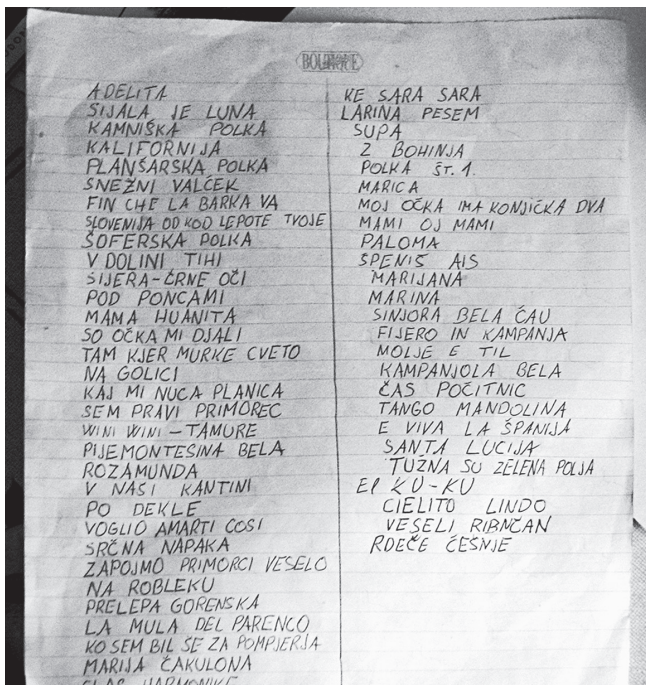 BOUTIQUE
ADELITA
SIJALA JE LUNA
KAMNIŠKA POLKA
KALIFORNIJA
PLANŠARSKA POLKA
SNEŽNI VALČEK
FIN CHE LA BARKA VA
SLOVENIJA OD KOD LEPOTE TVOJE
ŠOFERSKA POLKA
V DOLINI TIHI
SIJERA-ČRNE OČI
POD PONCAMI
MAMA HUANITA
SO OČKA MI DJALI
TAM KJER MURKE CVETO
NA GOLICI
KAJ MI NUCA PLANICA
SEM PRAVI PRIMOREC
WINI WINI - TAMURE
PIJEMONTEŠINA BELA
ROZAMUNDA
V NAŠI KANTINI
PO DEKLE
VOGLIO AMARTI COSI
SRČNA NAPAKA
ZAPOJMO PRIMORCI VESELO
NA ROBLEKU
PRELEPA GORENSKA
LA MULA DEL PARENCO
KO SEM BIL ŠE ZA POMPJERJA
MARIJA ČAKULONA
GLAS HARMONIKE
KE SARA SARA
LARINA PESEM
SUPA
Z BOHINJA
POLKA ŠT. 1.
MARICA
MOJ OČKA IMA KONJIČKA DVA
MAMI OJ MAMI
PALOMA
ŠPENIŠ AIS
MARIJANA
MARINA
SINJORA BELA ČAU
FIJERO IN KAMPANJA
MOLJE E TIL
KAMPANJOLA BELA
ČAS POČITNIC
TANGO MANDOLINA
E VIVA LA ŠPANIJA
SANTA LUCIJA
TUZNA SU ZELENA POLJA
EL KU-KU
CIELITO LINDO
VESELI RIBNČAN
RDEČE ČEŠNJE